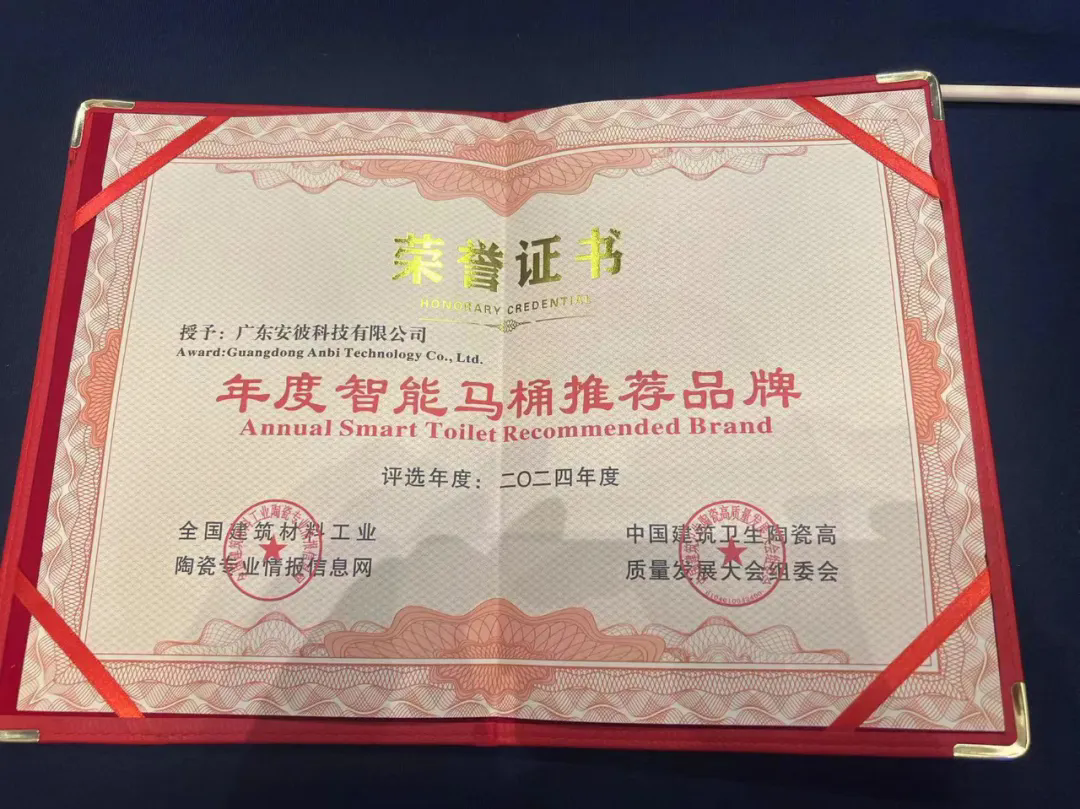 荣誉证书
HONORARY CREDENTIAL
授予：广东安彼科技有限公司
Award:Guangdong Anbi Technology Co., Ltd.
年度智能马桶推荐品牌
Annual Smart Toilet Recommended Brand
评选年度：二〇二四年度
全国建筑材料工业
陶瓷专业情报信息网
中国建筑卫生陶瓷高
质量发展大会组委会